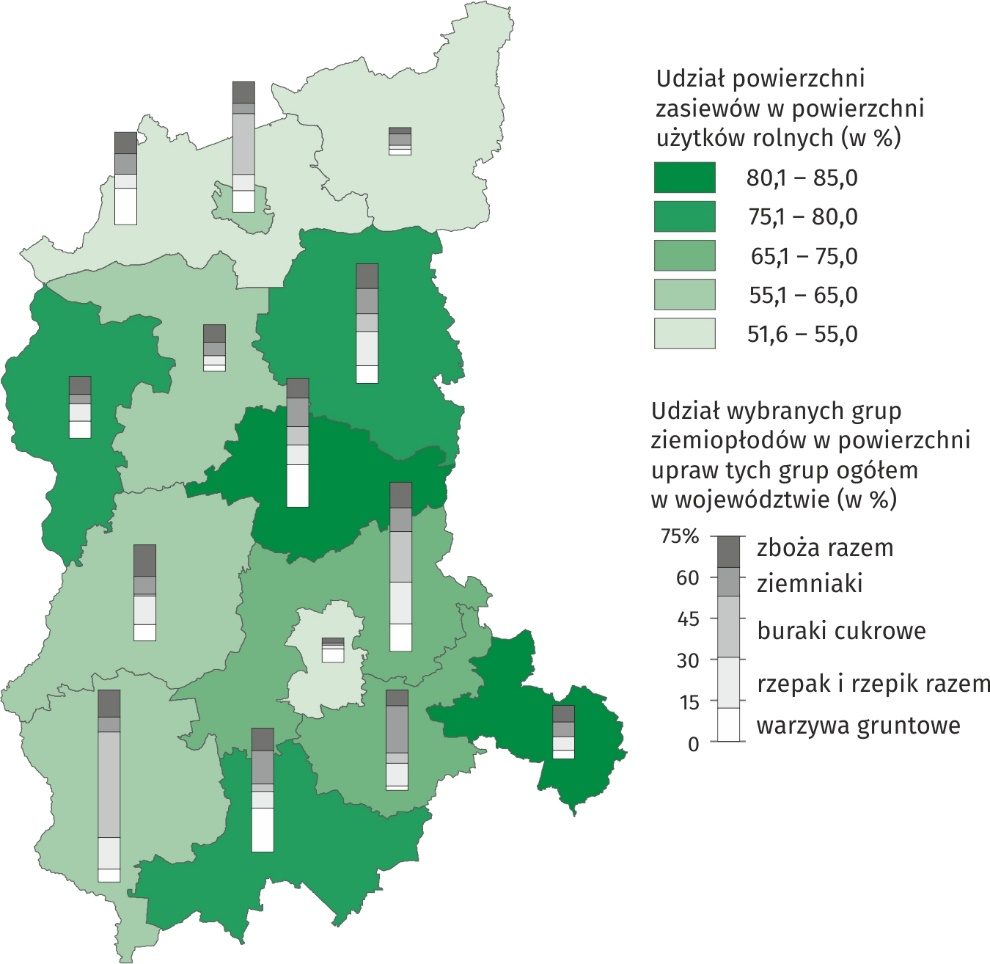 Udział powierzchni
zasiewów w powierzchni
użytków rolnych (w %)
80,1 – 85,0
75,1 – 80,0
65,1 – 75,0
55,1 – 65,0
51,6 – 55,0
Udział wybranych grup
ziemiopłodów w powierzchni
upraw tych grup ogółem
w województwie (w %)
75%
zboża razem
60
ziemniaki
45
buraki cukrowe
30
rzepak i rzepik razem
15
warzywa gruntowe
0